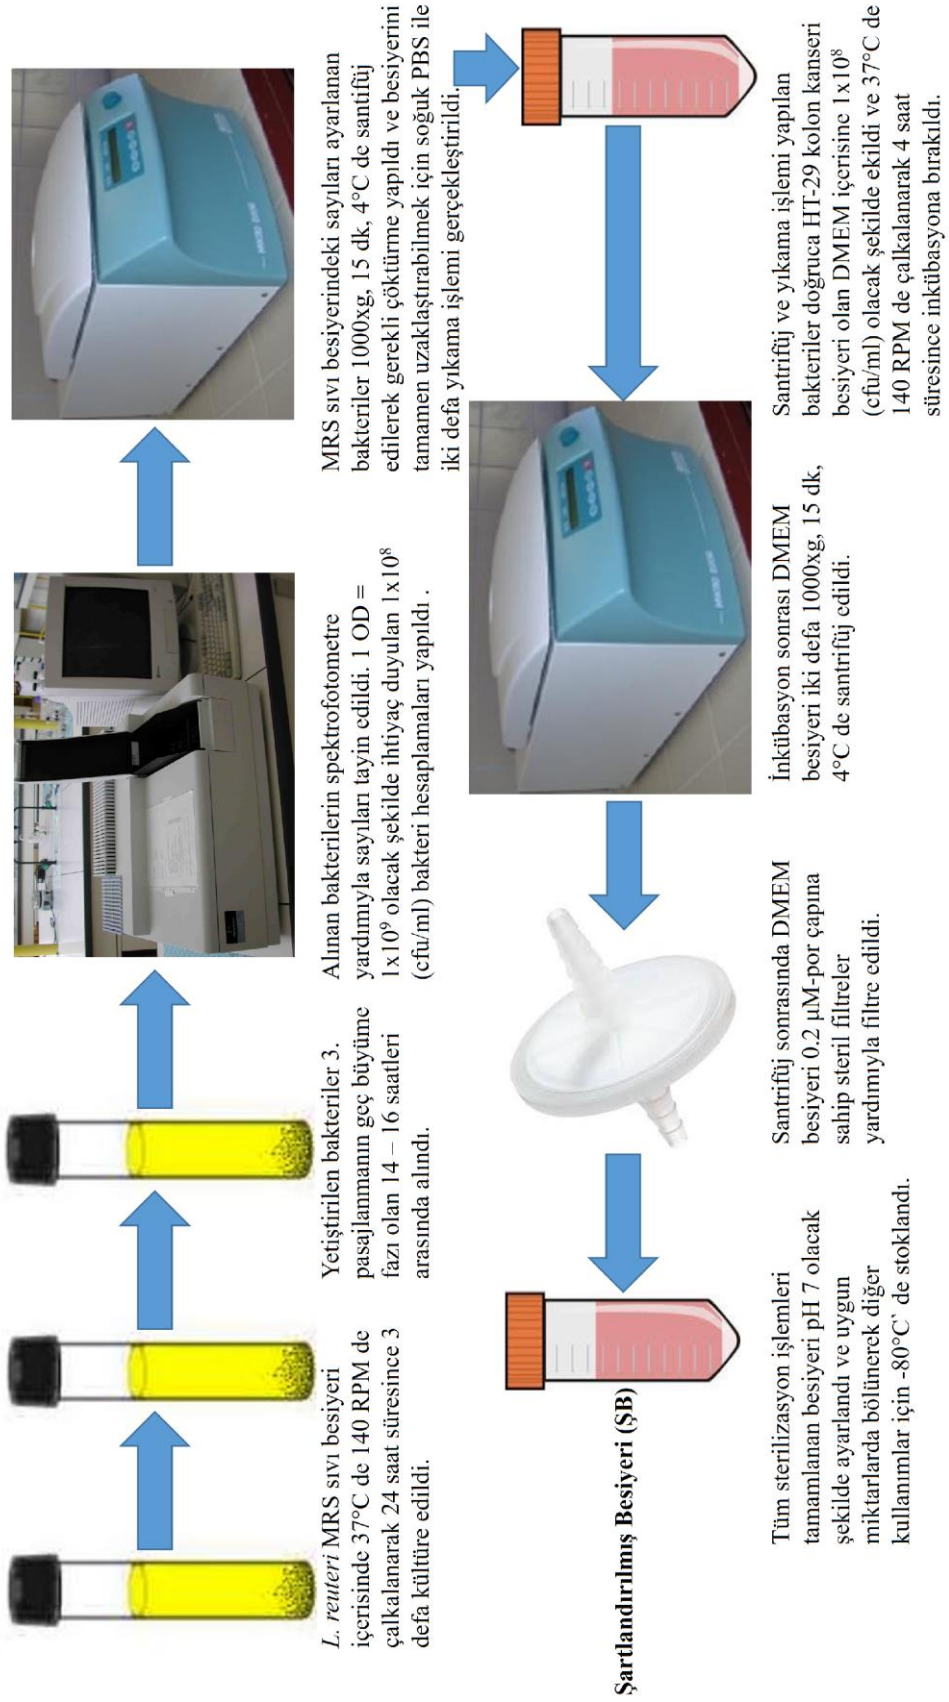 L. reuteri MRS sıvı besiyeri
içerisinde 37°C de 140 RPM de
çalkalanarak 24 saat süresince 3
defa kültüre edildi.
Yetiştirilen bakteriler 3.
pasajlanmanın geç büyüme
fazı olan 14 – 16 saatleri
arasında alındı.
Alınan bakterilerin spektrofotometre
yardımıyla sayıları tayin edildi. 1 OD =
1x10⁹ olacak şekilde ihtiyaç duyulan 1x10⁸
(cfu/ml) bakteri hesaplamaları yapıldı .
MRS sıvı besiyerindeki sayıları ayarlanan
bakteriler 1000xg, 15 dk, 4°C de santifüj
edilerek gerekli çöktürme yapıldı ve besiyerini
tamamen uzaklaştırabilmek için soğuk PBS ile
iki defa yıkama işlemi gerçekleştirildi.
Santrifüj ve yıkama işlemi yapılan
bakteriler doğruca HT-29 kolon kanseri
besiyeri olan DMEM içerisine 1x10⁸
(cfu/ml) olacak şekilde ekildi ve 37°C de
140 RPM de çalkalanarak 4 saat
süresince inkübasyona bırakıldı.
İnkübasyon sonrası DMEM
besiyeri iki defa 1000xg, 15 dk,
4°C de santrifüj edildi.
Santrifüj sonrasında DMEM
besiyeri 0.2 µM-por çapına
sahip steril filtreler
yardımıyla filtre edildi.
Şartlandırılmış Besiyeri (ŞB)
Tüm sterilizasyon işlemleri
tamamlanan besiyeri pH 7 olacak
şekilde ayarlandı ve uygun
miktarlarda bölünerek diğer
kullanımlar için -80°C` de stoklandı.